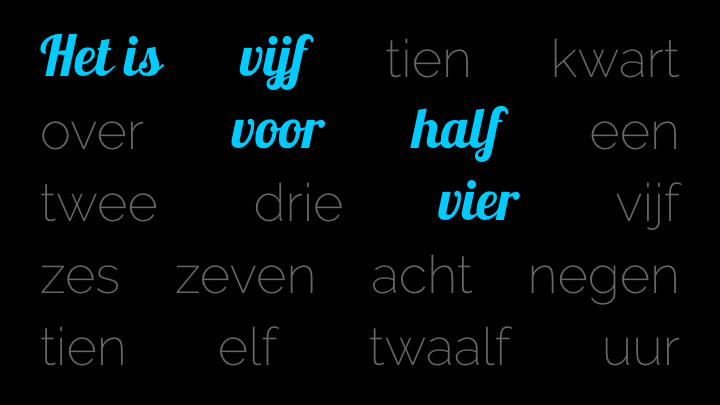 Het is vijf tien kwart
over voor half een
twee drie vier vijf
zes zeven acht negen
tien elf twaalf uur